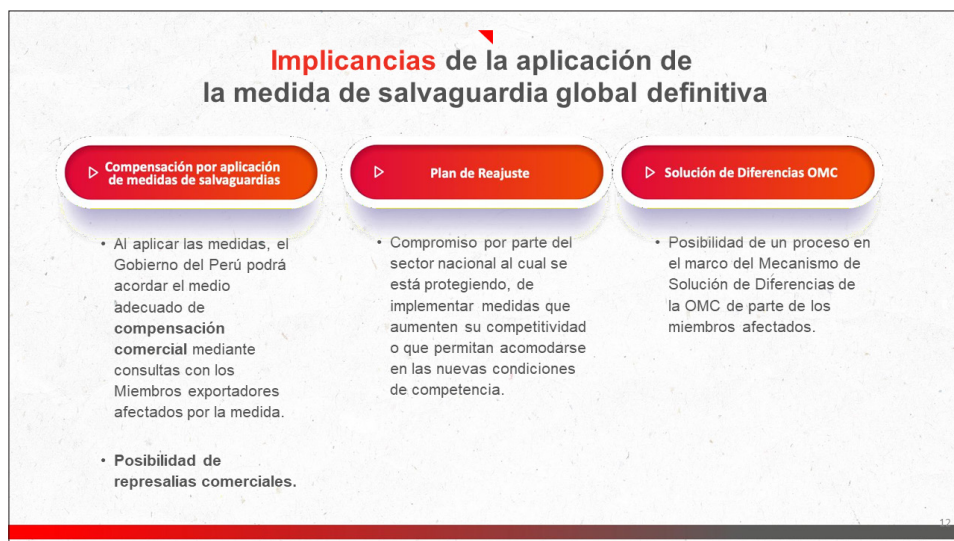 Implicancias de la aplicación de
la medida de salvaguardia global definitiva
Compensación por aplicación
de medidas de salvaguardias
• Al aplicar las medidas, el
Gobierno del Perú podrá
acordar el medio
adecuado de
compensación
comercial mediante
consultas con los
Miembros exportadores
afectados por la medida.
• Posibilidad de
represalias comerciales.
Plan de Reajuste
• Compromiso por parte del
sector nacional al cual se
está protegiendo, de
implementar medidas que
aumenten su competitividad
o que permitan acomodarse
en las nuevas condiciones
de competencia.
Solución de Diferencias OMC
• Posibilidad de un proceso en
el marco del Mecanismo de
Solución de Diferencias de
la OMC de parte de los
miembros afectados.
12